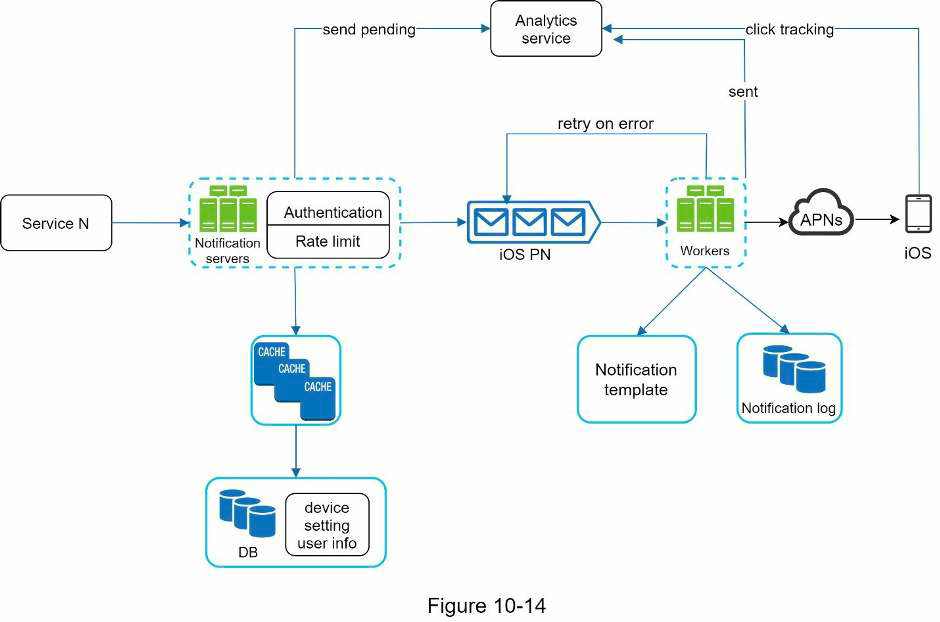 Analytics
service
send pending
click tracking
sent
retry on error
Service N
Notification
servers
Authentication
Rate limit
iOS PN
Workers
APNs
iOS
CACHE
CACHE
CACHE
Notification
template
Notification log
DB
device
setting
user info
Figure 10-14